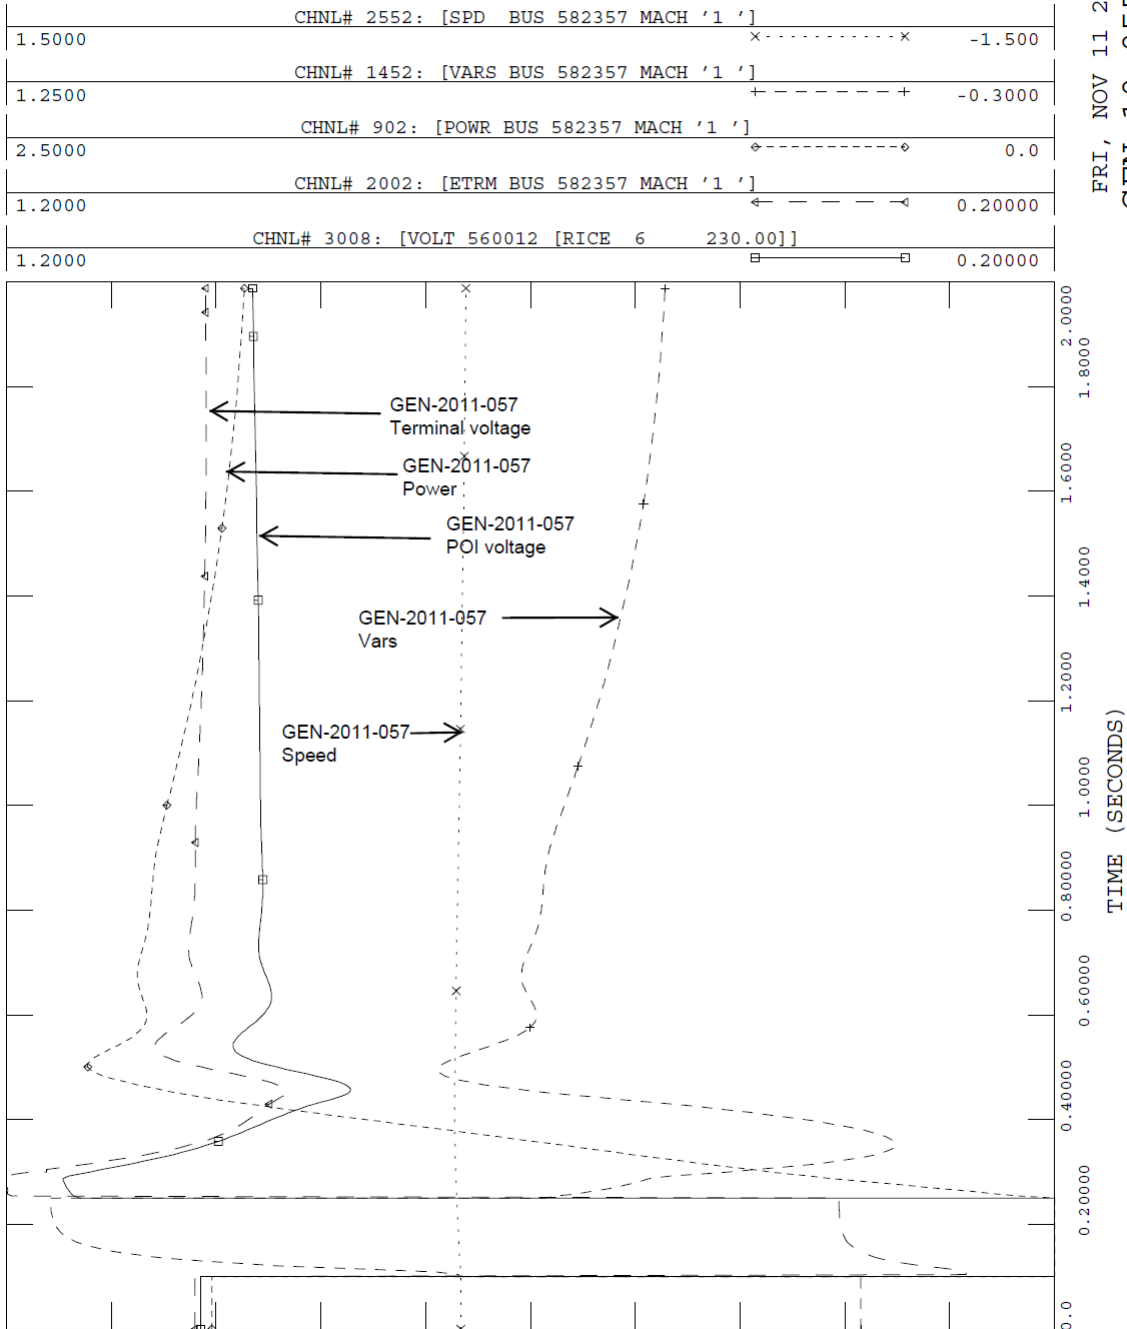 CHNL# 2552: [SPD BUS 582357 MACH '1 ']
1.5000 -1.500
CHNL# 1452: [VARS BUS 582357 MACH '1 ']
1.2500 -0.3000
CHNL# 902: [POWR BUS 582357 MACH '1 ']
2.5000 0.0
CHNL# 2002: [ETRM BUS 582357 MACH '1 ']
1.2000 0.20000
CHNL# 3008: [VOLT 560012 [RICE 6 230.00]]
1.2000 0.20000
FRI, NOV 11 2
GEN-2011-057
Terminal voltage
GEN-2011-057
Power
GEN-2011-057
POI voltage
GEN-2011-057
Vars
GEN-2011-057
Speed
2.0000
1.8000
1.6000
1.4000
1.2000
1.0000
0.80000
0.60000
0.40000
0.20000
0.0
TIME (SECONDS)